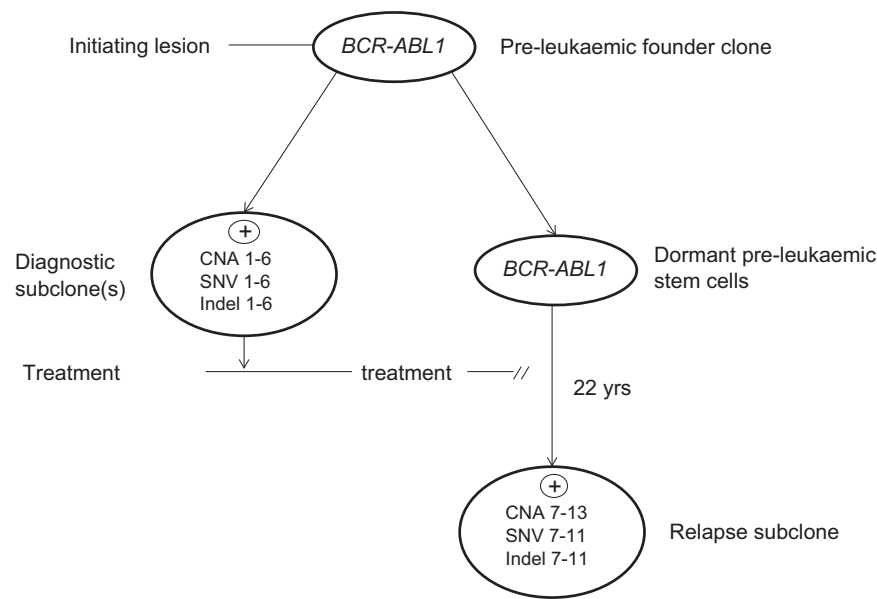 Initiating lesion
BCR-ABL1
Pre-leukaemic founder clone
Diagnostic
subclone(s)
+
CNA 1-6
SNV 1-6
Indel 1-6
BCR-ABL1
Dormant pre-leukaemic
stem cells
Treatment
treatment
//
22 yrs
+
CNA 7-13
SNV 7-11
Indel 7-11
Relapse subclone